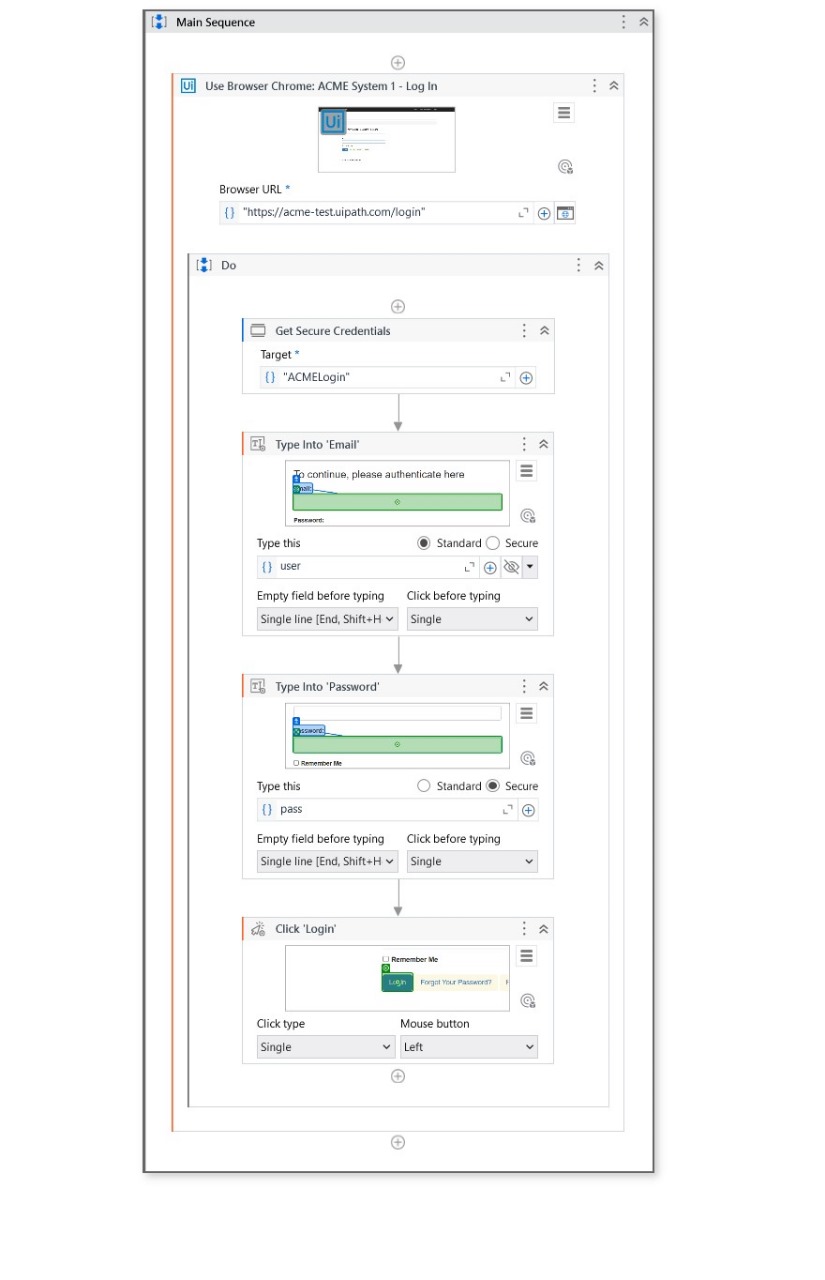 Main Sequence
Use Browser Chrome: ACME System 1 - Log In
Ui
Browser URL *
"https://acme-test.uipath.com/login"
Do
Get Secure Credentials
Target *
"ACMELogin"
Type Into 'Email'
To continue, please authenticate here
Password:
Type this Standard Secure
user
Empty field before typing Click before typing
Single line [End, Shift+H Single
Type Into 'Password'
Remember Me
Type this Standard Secure
pass
Empty field before typing Click before typing
Single line [End, Shift+H Single
Click 'Login'
Remember Me
Login Forgot Your Password?
Click type Mouse button
Single Left